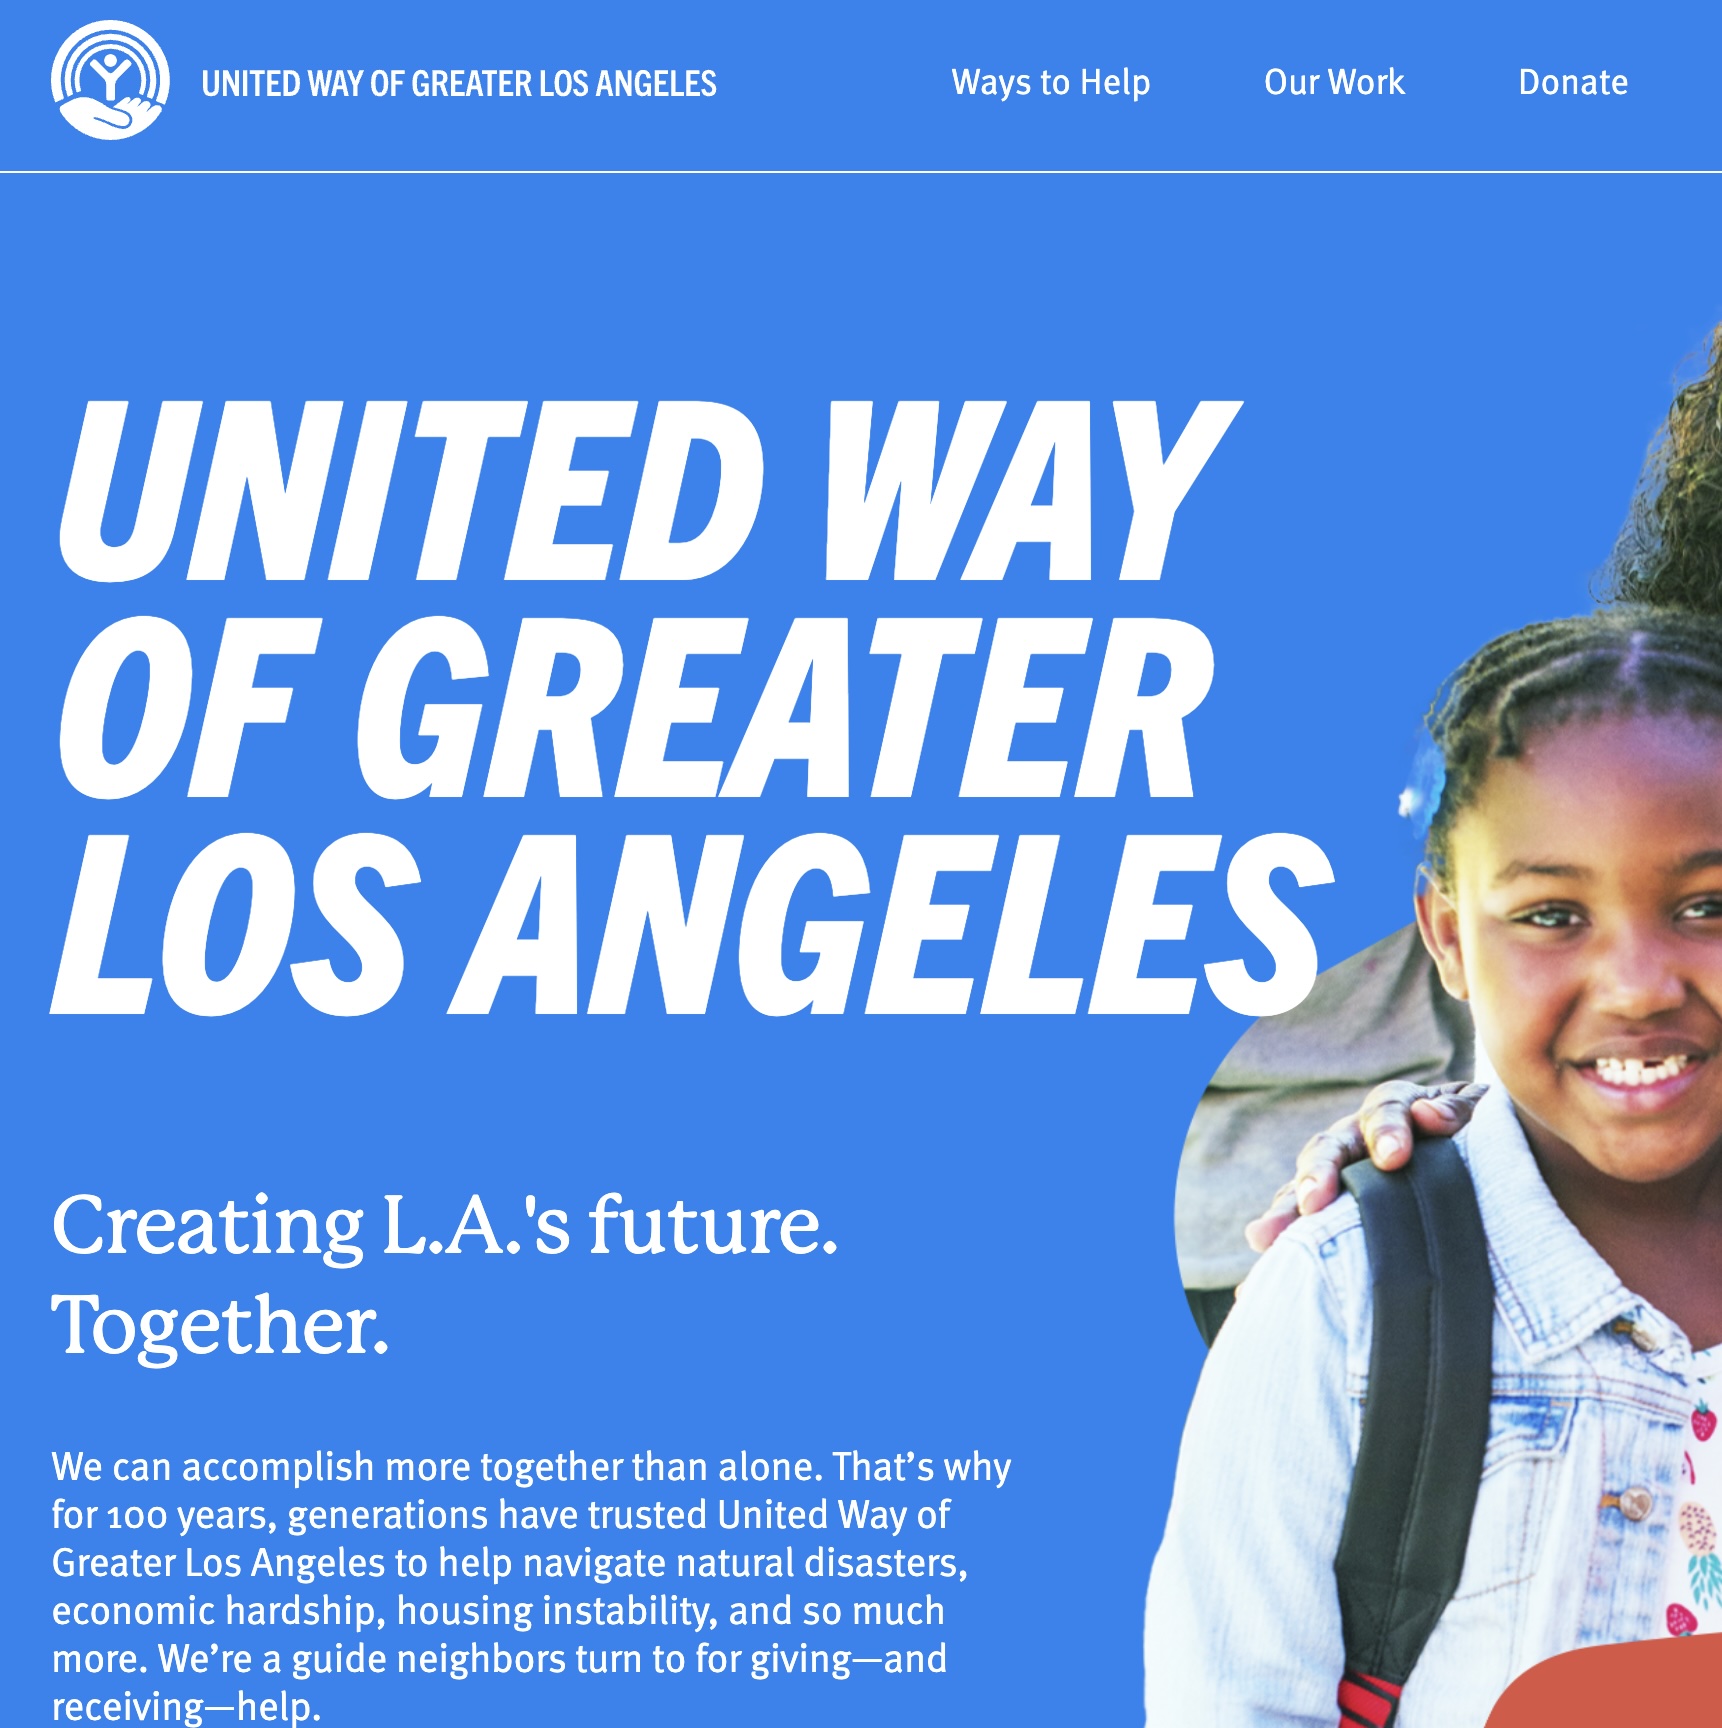 UNITED WAY OF GREATER LOS ANGELES
Ways to Help
Our Work
Donate
UNITED WAY
OF GREATER
LOS ANGELES
Creating L.A.'s future.
Together.
We can accomplish more together than alone. That’s why
for 100 years, generations have trusted United Way of
Greater Los Angeles to help navigate natural disasters,
economic hardship, housing instability, and so much
more. We’re a guide neighbors turn to for giving—and
receiving—help.